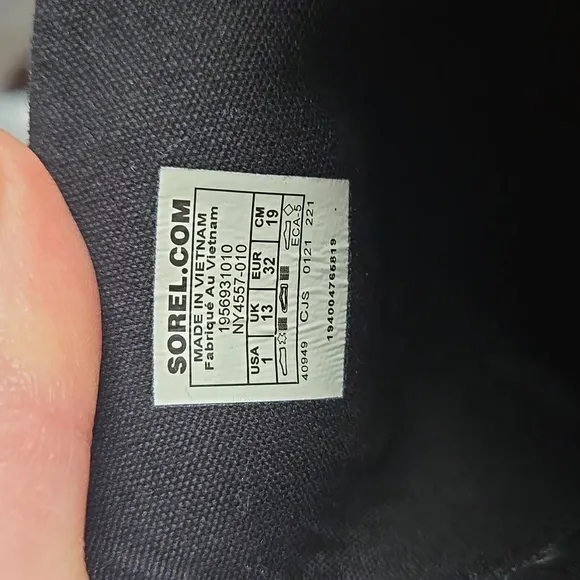 SOREL.COM
MADE IN VIETNAM
Fabriqué Au Vietnam
1956931010
NY4557-010
USA UK EUR CM
1 13 32 19
ECA-5
40949 CJS 0121 221
194004765819